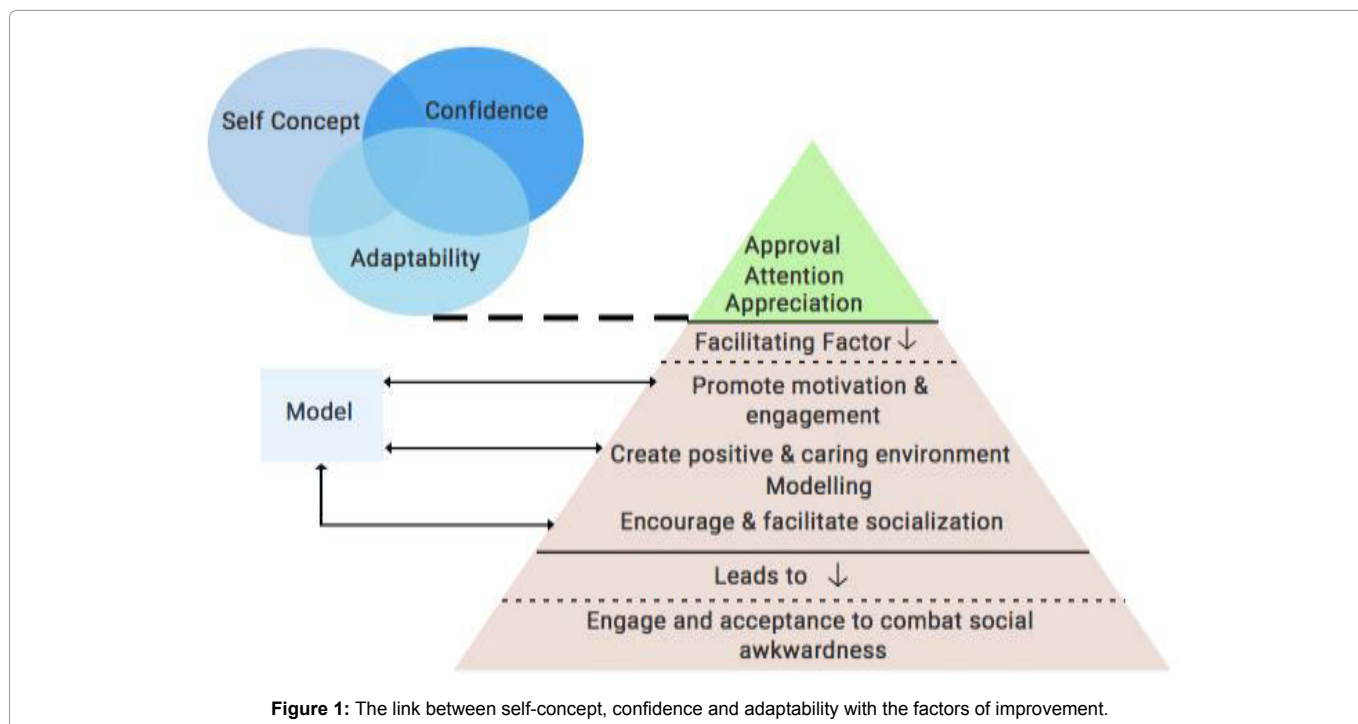 Self Concept
Confidence
Adaptability
Approval
Attention
Appreciation
Facilitating Factor ↓
Model
Promote motivation &
engagement
Create positive & caring environment
Modelling
Encourage & facilitate socialization
Leads to ↓
Engage and acceptance to combat social
awkwardness
Figure 1: The link between self-concept, confidence and adaptability with the factors of improvement.